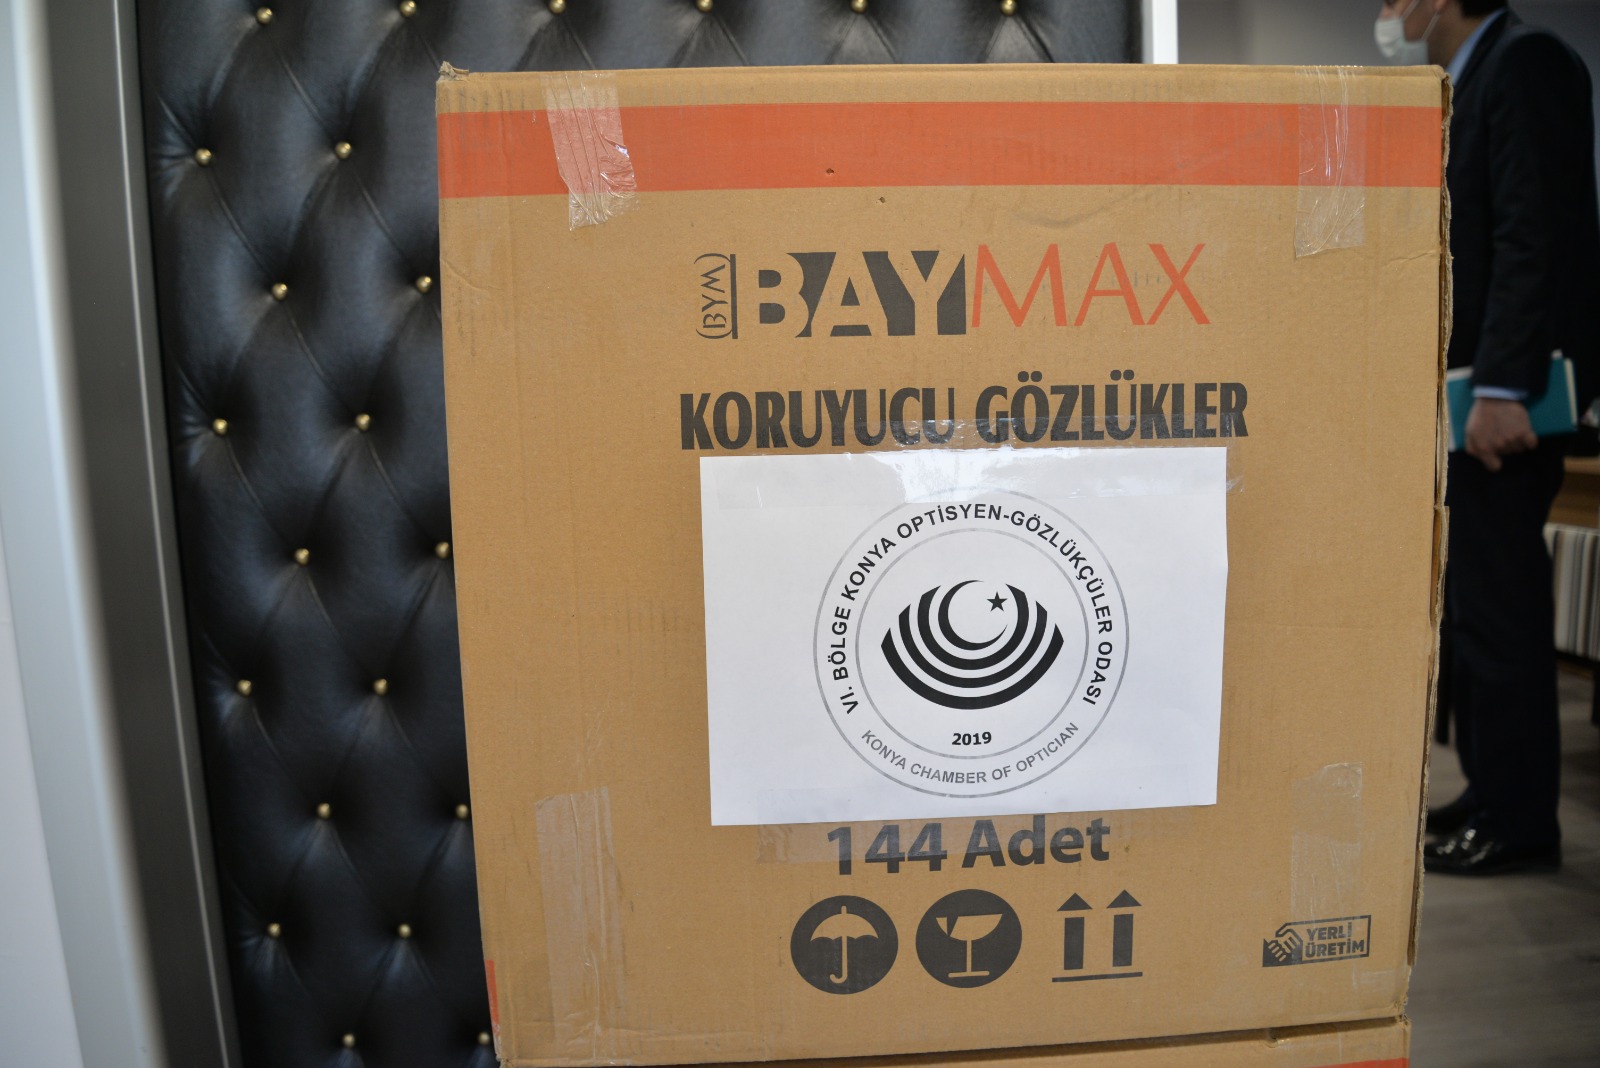 (BYM) BAYMAX
KORUYUCU GÖZLÜKLER
VI. BÖLGE KONYA OPTİSYEN-GÖZLÜKÇÜLER ODASI
2019
KONYA CHAMBER OF OPTICIAN
144 Adet
YERLİ
ÜRETİM